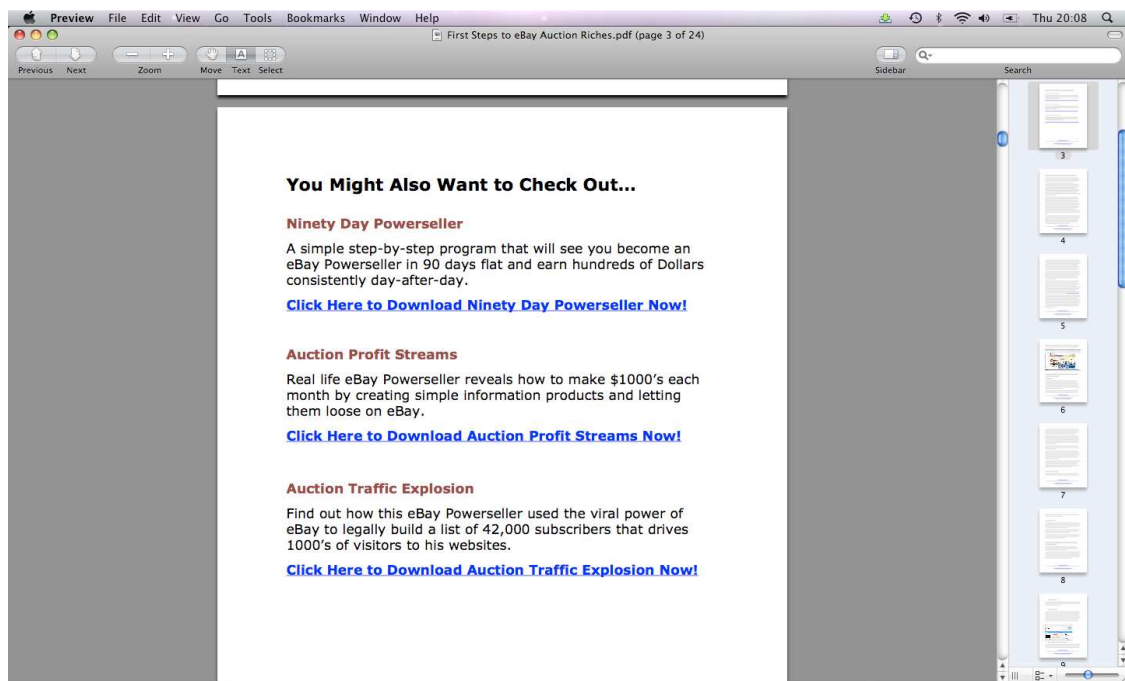 Preview File Edit View Go Tools Bookmarks Window Help Thu 20:08
First Steps to eBay Auction Riches.pdf (page 3 of 24)
Previous Next Zoom Move Text Select Sidebar Search
You Might Also Want to Check Out...
Ninety Day Powerseller
A simple step-by-step program that will see you become an
eBay Powerseller in 90 days flat and earn hundreds of Dollars
consistently day-after-day.
Click Here to Download Ninety Day Powerseller Now!
Auction Profit Streams
Real life eBay Powerseller reveals how to make $1000's each
month by creating simple information products and letting
them loose on eBay.
Click Here to Download Auction Profit Streams Now!
Auction Traffic Explosion
Find out how this eBay Powerseller used the viral power of
eBay to legally build a list of 42,000 subscribers that drives
1000's of visitors to his websites.
Click Here to Download Auction Traffic Explosion Now!
3
4
5
6
7
8
9